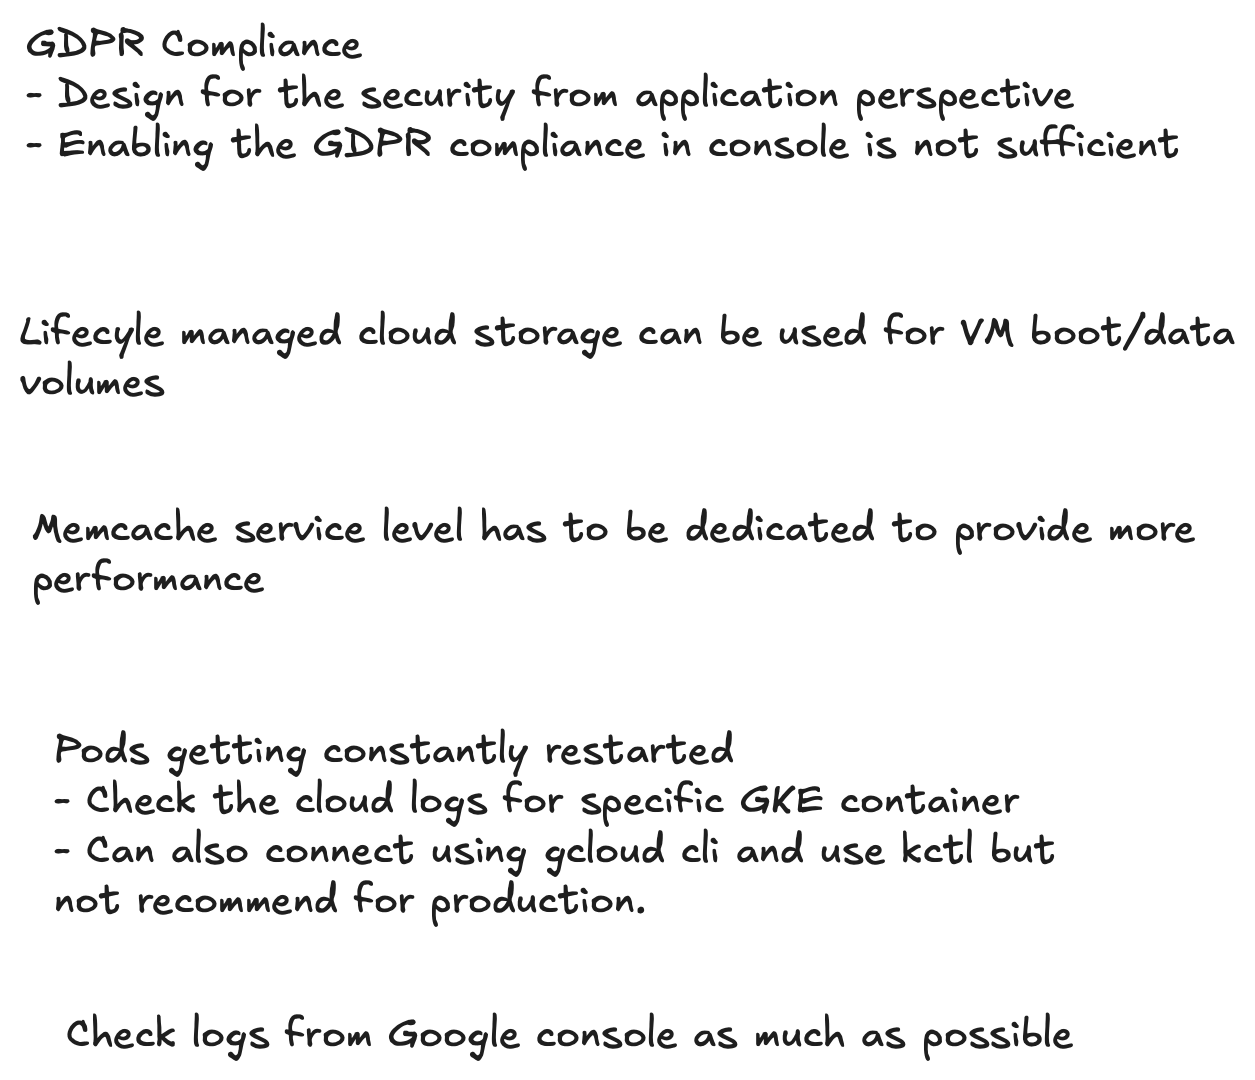 GDPR Compliance
- Design for the security from application perspective
- Enabling the GDPR compliance in console is not sufficient
Lifecyle managed cloud storage can be used for VM boot/data
volumes
Memcache service level has to be dedicated to provide more
performance
Pods getting constantly restarted
- Check the cloud logs for specific GKE container
- Can also connect using gcloud cli and use kctl but
not recommend for production.
Check logs from Google console as much as possible